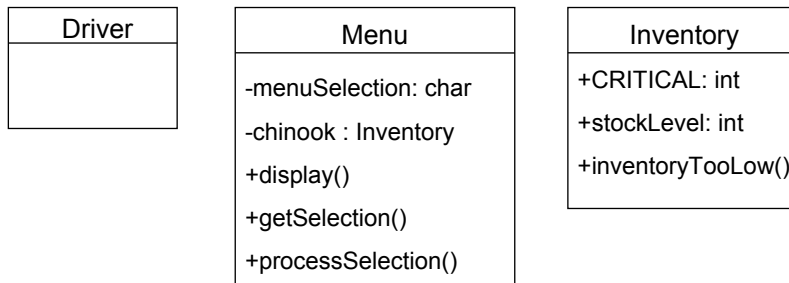 Driver
Menu
-menuSelection: char
-chinook : Inventory
+display()
+getSelection()
+processSelection()
Inventory
+CRITICAL: int
+stockLevel: int
+inventoryTooLow()